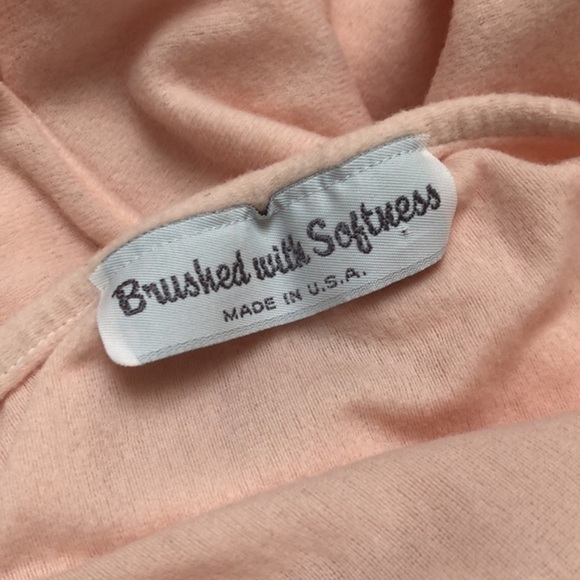 Brushed with Softness
MADE IN U.S.A.